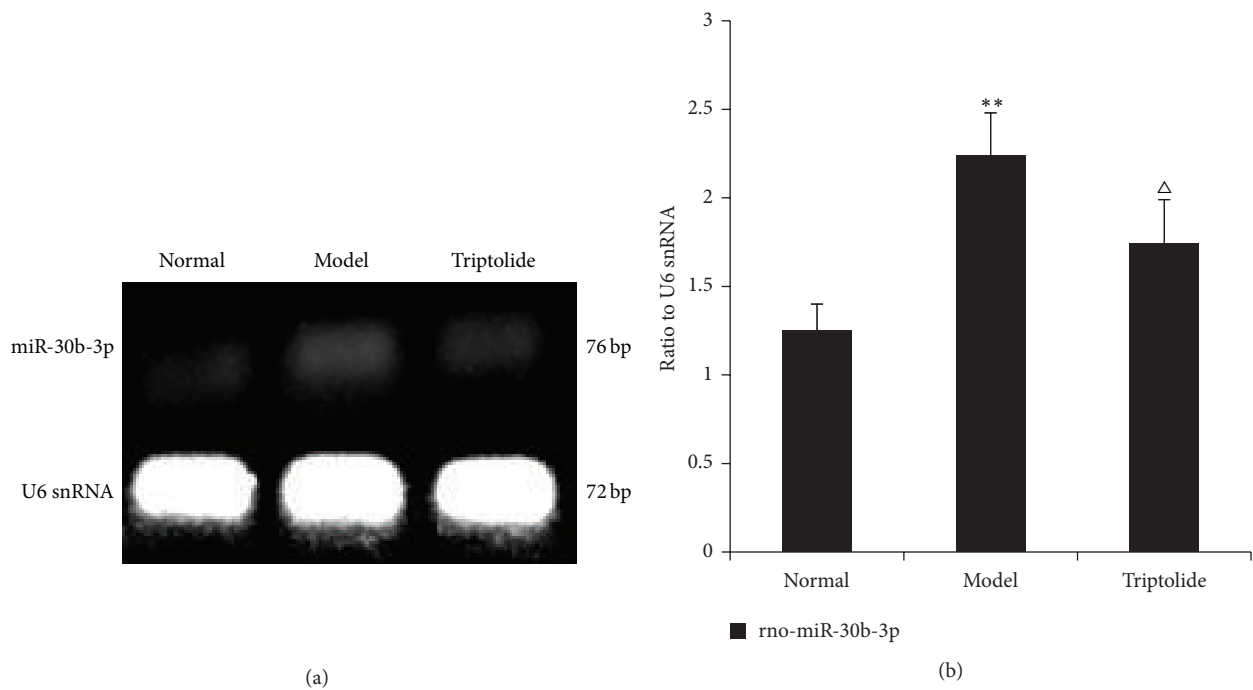 Normal Model Triptolide
miR-30b-3p 76 bp
U6 snRNA 72 bp
(a)
Ratio to U6 snRNA
3
2.5
2
1.5
1
0.5
0
**
△
Normal Model Triptolide
rno-miR-30b-3p
(b)